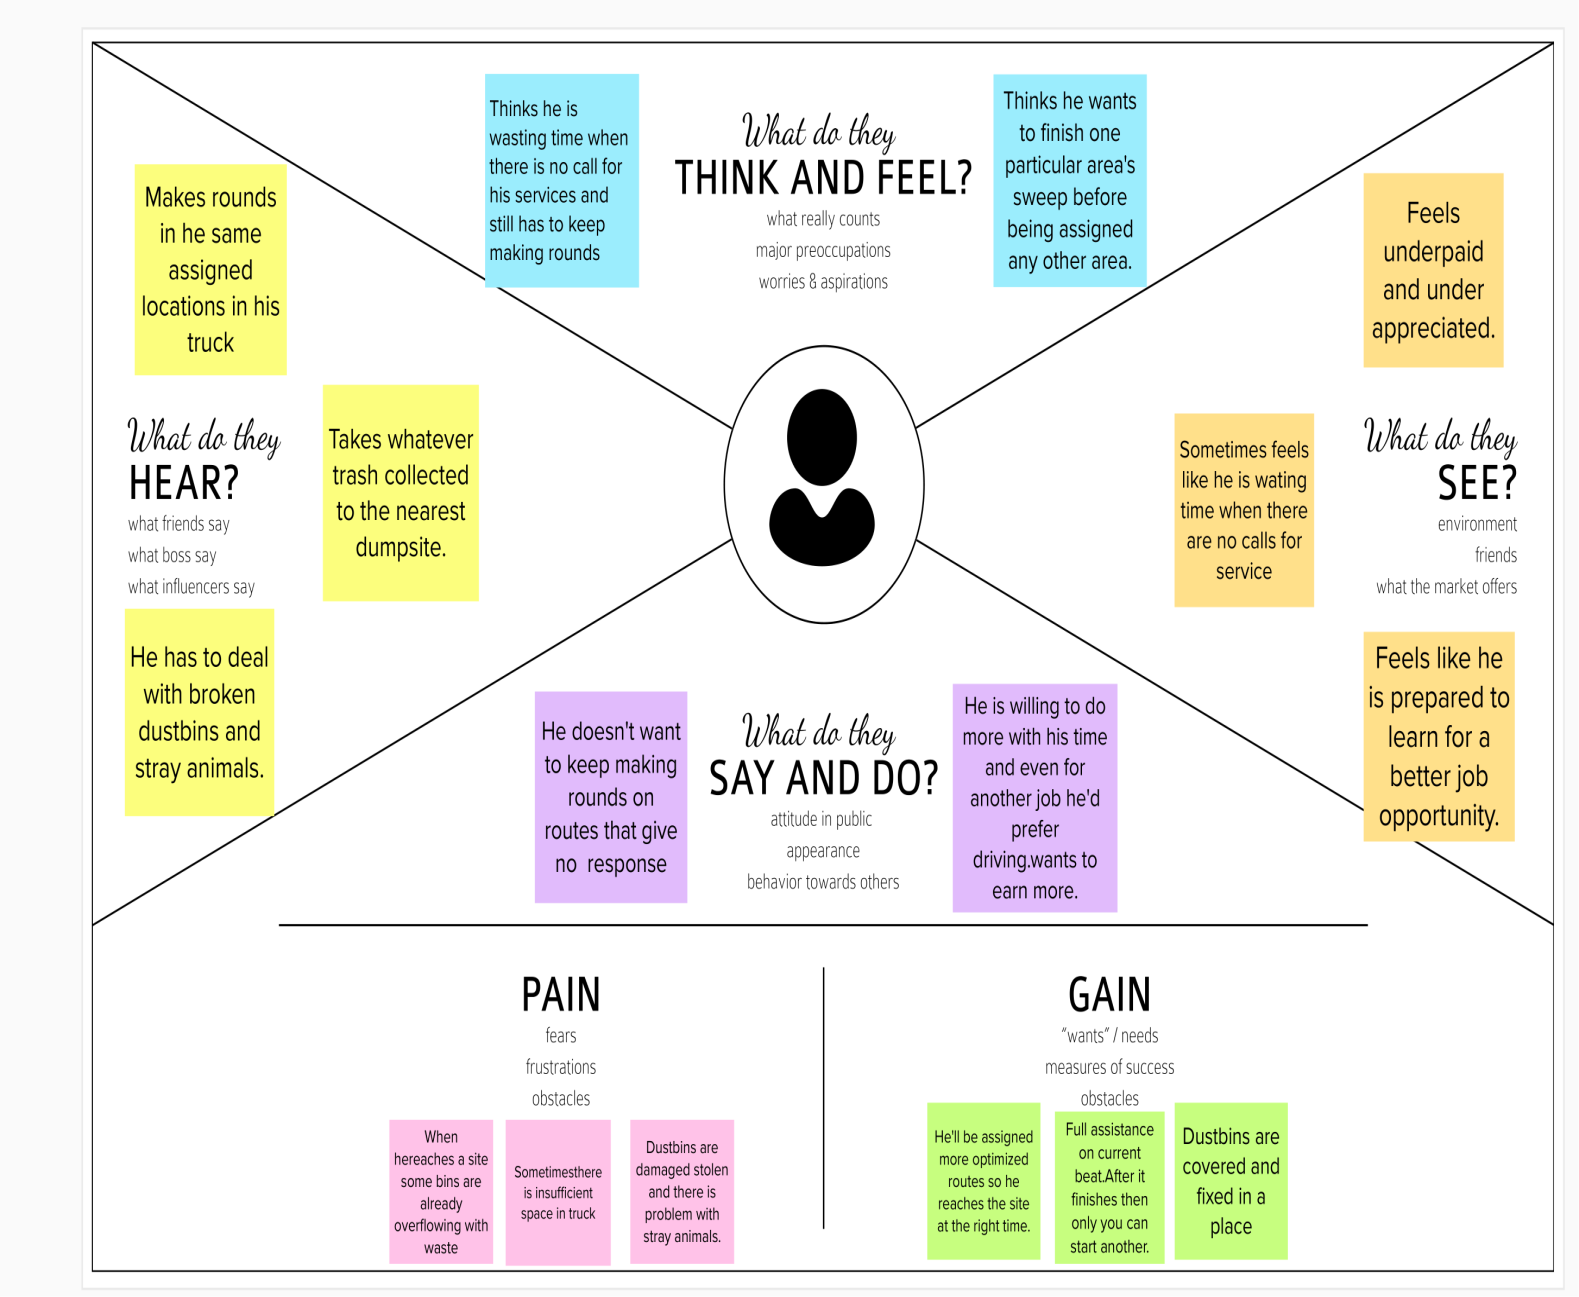 Thinks he is
wasting time when
there is no call for
his services and
still has to keep
making rounds
What do they
THINK AND FEEL?
what really counts
major preoccupations
worries & aspirations
Thinks he wants
to finish one
particular area's
sweep before
being assigned
any other area.
Makes rounds
in he same
assigned
locations in his
truck
What do they
HEAR?
what friends say
what boss say
what influencers say
Takes whatever
trash collected
to the nearest
dumpsite.
He has to deal
with broken
dustbins and
stray animals.
Feels
underpaid
and under
appreciated.
Sometimes feels
like he is wating
time when there
are no calls for
service
What do they
SEE?
environment
friends
what the market offers
Feels like he
is prepared to
learn for a
better job
opportunity.
He doesn't want
to keep making
rounds on
routes that give
no  response
What do they
SAY AND DO?
attitude in public
appearance
behavior towards others
He is willing to do
more with his time
and even for
another job he'd
prefer
driving.wants to
earn more.
PAIN
fears
frustrations
obstacles
When
hereaches a site
some bins are
already
overflowing with
waste
Sometimesthere
is insufficient
space in truck
Dustbins are
damaged stolen
and there is
problem with
stray animals.
GAIN
"wants" / needs
measures of success
obstacles
He'll be assigned
more optimized
routes so he
reaches the site
at the right time.
Full assistance
on current
beat.After it
finishes then
only you can
start another.
Dustbins are
covered and
fixed in a
place